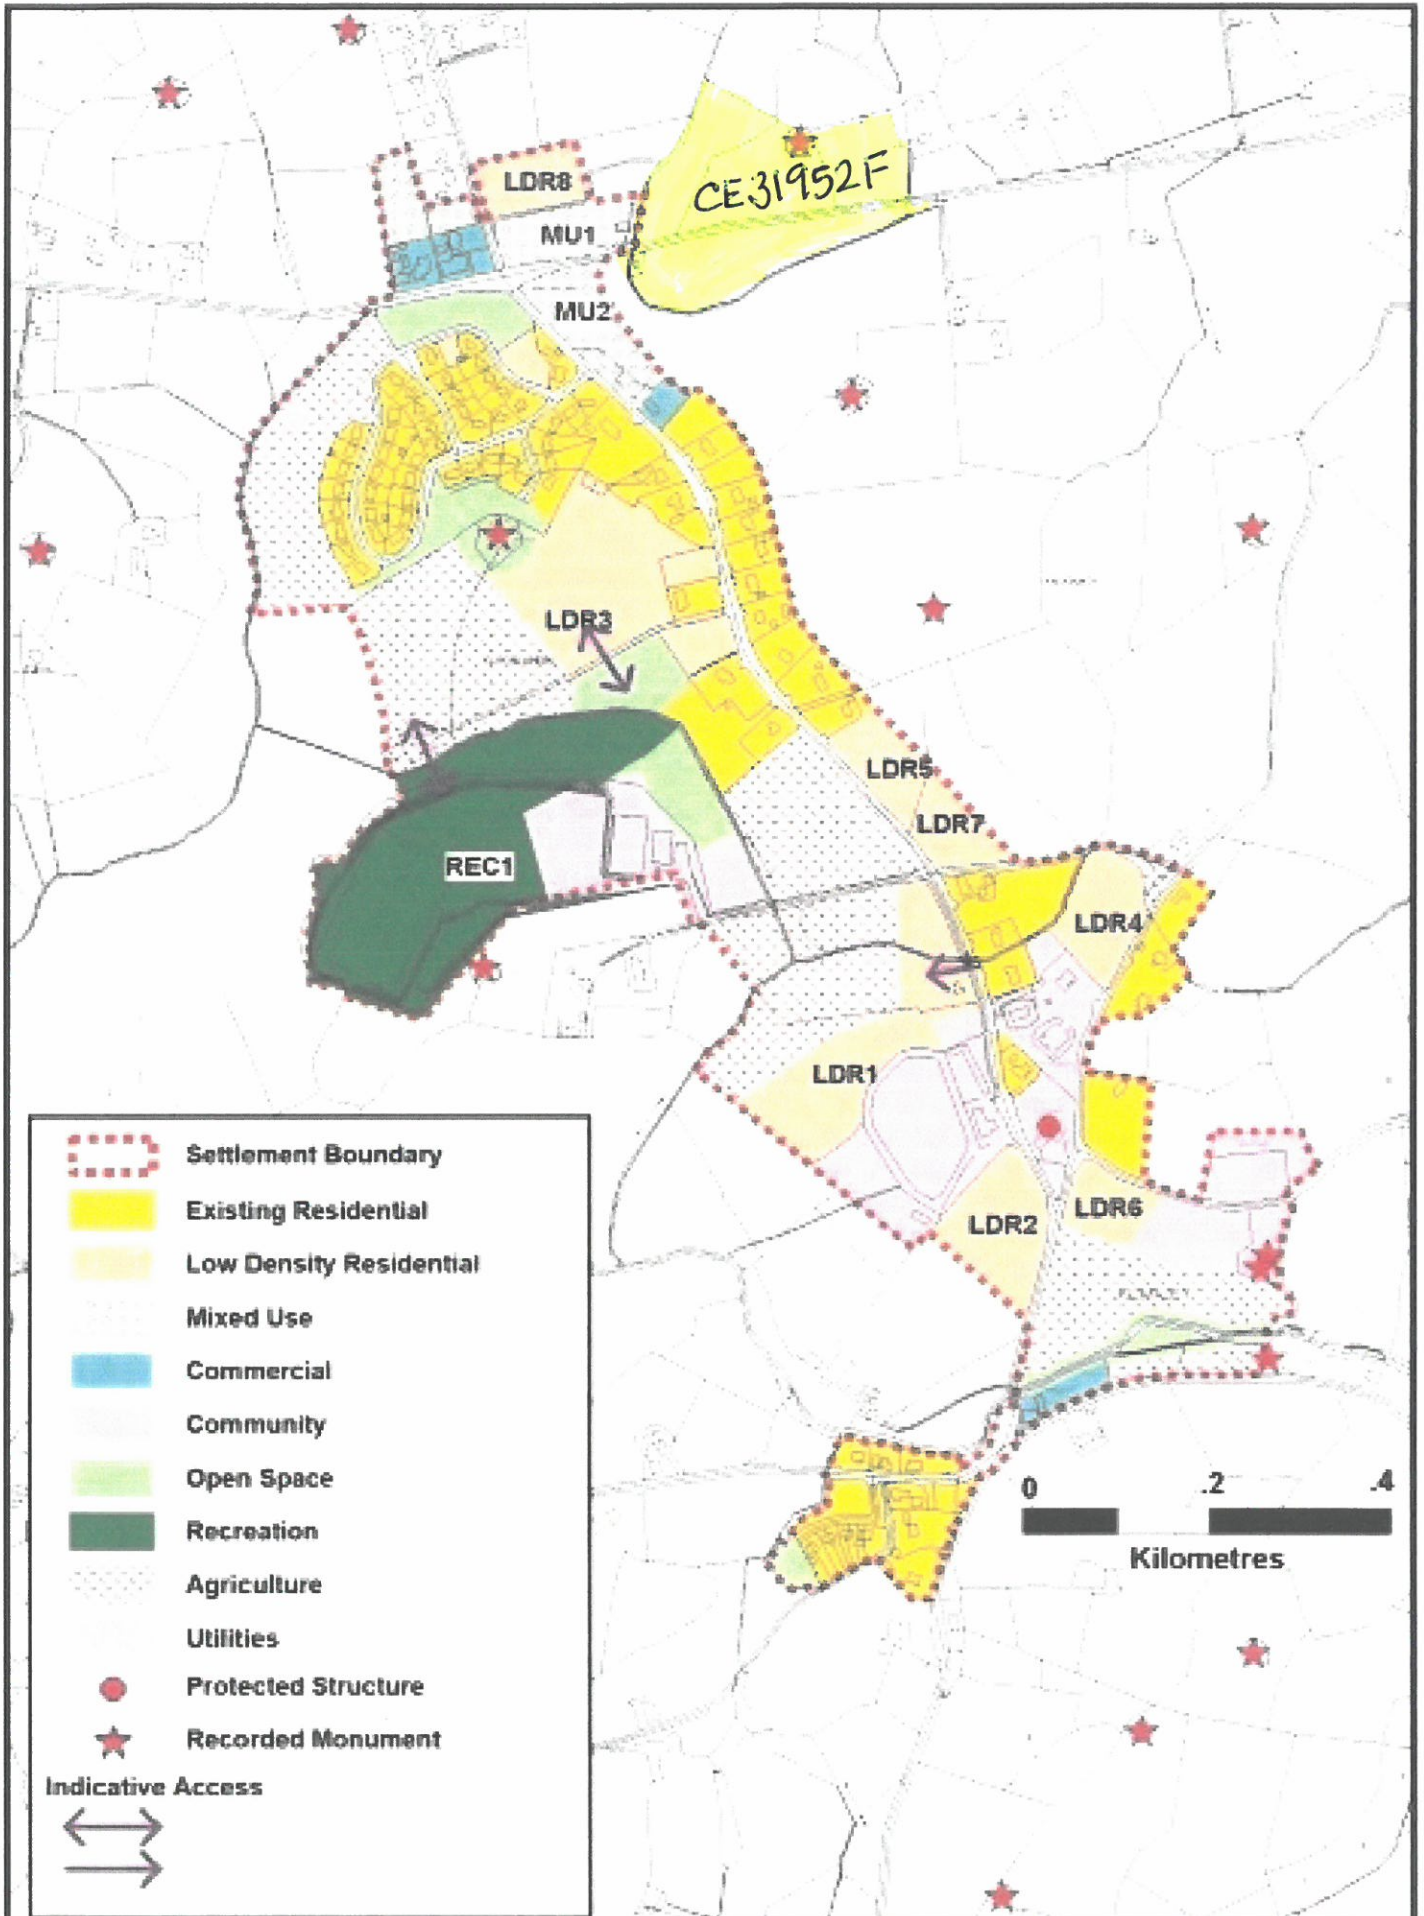 LDR8
CE31952F
MU1
MU2
LDR3
LDR5
LDR7
REC1
LDR4
LDR1
LDR2
LDR6
0 .2 .4
Kilometres
Settlement Boundary
Existing Residential
Low Density Residential
Mixed Use
Commercial
Community
Open Space
Recreation
Agriculture
Utilities
Protected Structure
Recorded Monument
Indicative Access